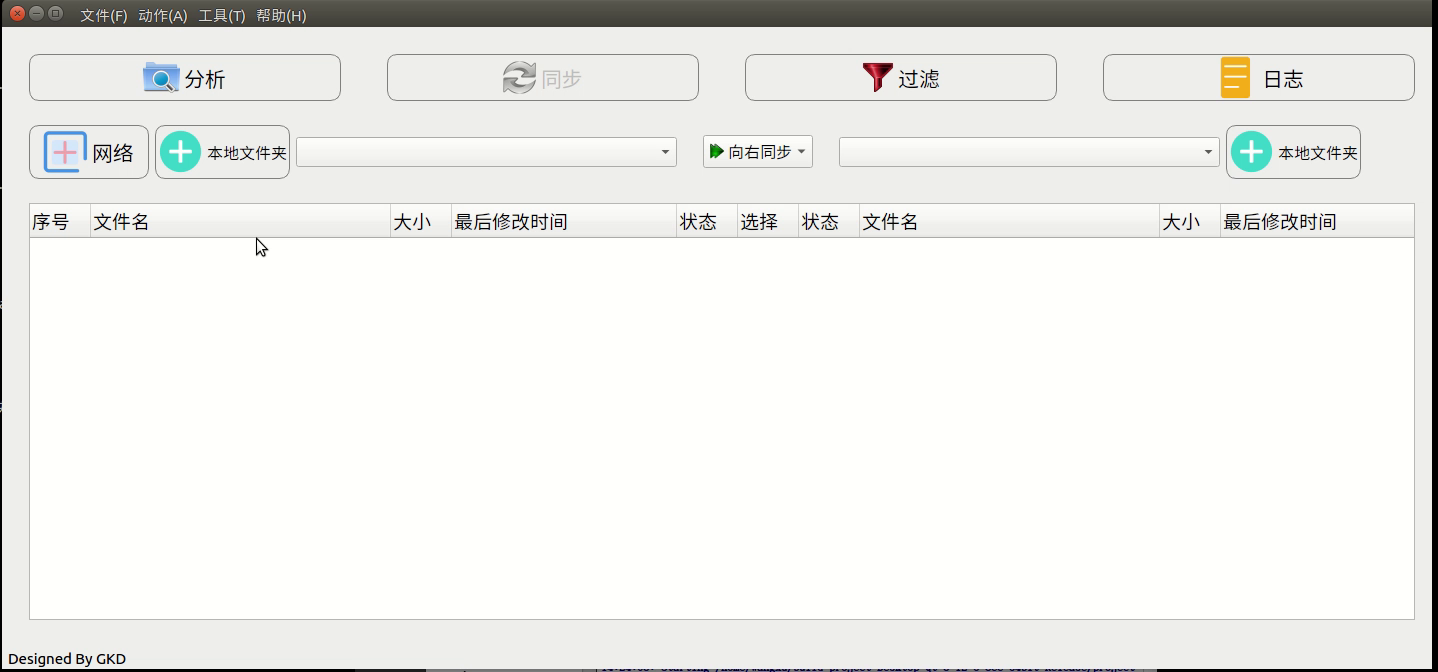 文件(F) 动作(A) 工具(T) 帮助(H)
分析 同步 过滤 日志
网络 本地文件夹 向右同步 本地文件夹
序号 文件名 大小 最后修改时间 状态 选择 状态 文件名 大小 最后修改时间
Designed By GKD